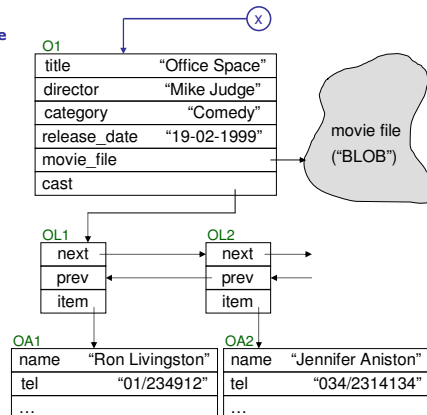 e
x
O1
title "Office Space"
director "Mike Judge"
category "Comedy"
release_date "19-02-1999"
movie_file
cast
movie file
("BLOB")
OL1
next
prev
item
OL2
next
prev
item
OA1
name "Ron Livingston"
tel "01/234912"
...
OA2
name "Jennifer Aniston"
tel "034/2314134"
...